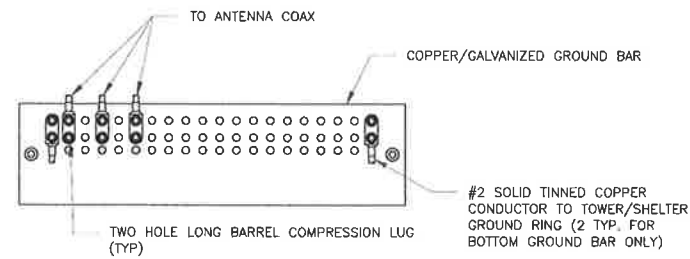 TO ANTENNA COAX
COPPER/GALVANIZED GROUND BAR
#2 SOLID TINNED COPPER
CONDUCTOR TO TOWER/SHELTER
GROUND RING (2 TYP. FOR
BOTTOM GROUND BAR ONLY)
TWO HOLE LONG BARREL COMPRESSION LUG
(TYP)